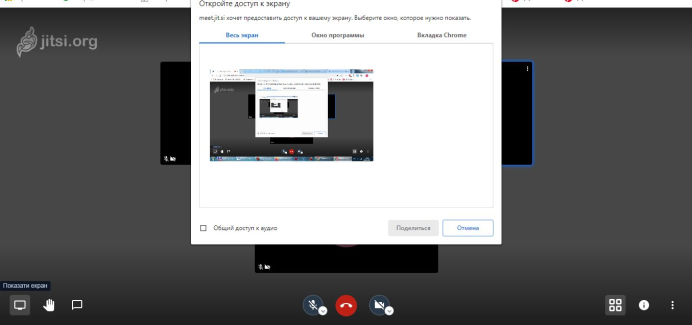 Откройте доступ к экрану
meet.jit.si хочет предоставить доступ к вашему экрану. Выберите окно, которое нужно показать.
jitsi.org
Весь экран
Окно программы
Вкладка Chrome
Общий доступ к аудио
Поделиться
Отмена
Показати екран